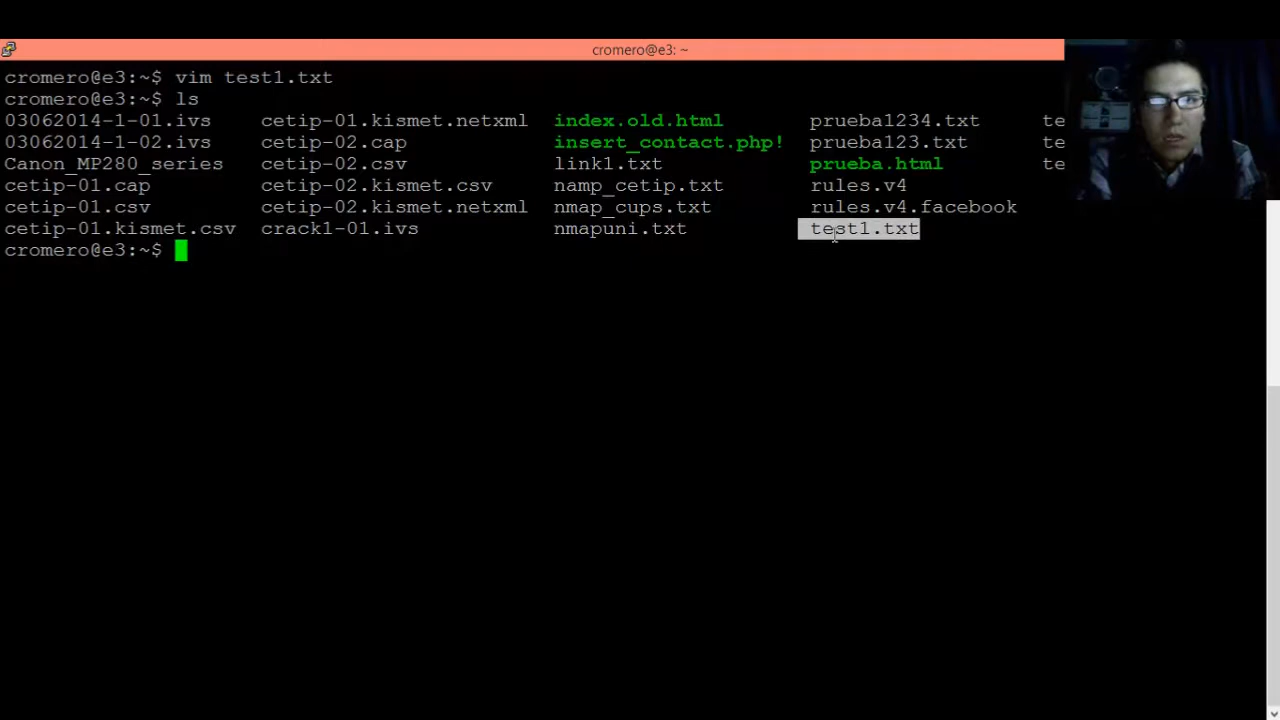 cromero@e3: ~
cromero@e3:~$ vim test1.txt
cromero@e3:~$ ls
03062014-1-01.ivs cetip-01.kismet.netxml index.old.html prueba1234.txt te
03062014-1-02.ivs cetip-02.cap insert_contact.php! prueba123.txt te
Canon_MP280_series cetip-02.csv link1.txt prueba.html te
cetip-01.cap cetip-02.kismet.csv namp_cetip.txt rules.v4
cetip-01.csv cetip-02.kismet.netxml nmap_cups.txt rules.v4.facebook
cetip-01.kismet.csv crack1-01.ivs nmapuni.txt test1.txt
cromero@e3:~$